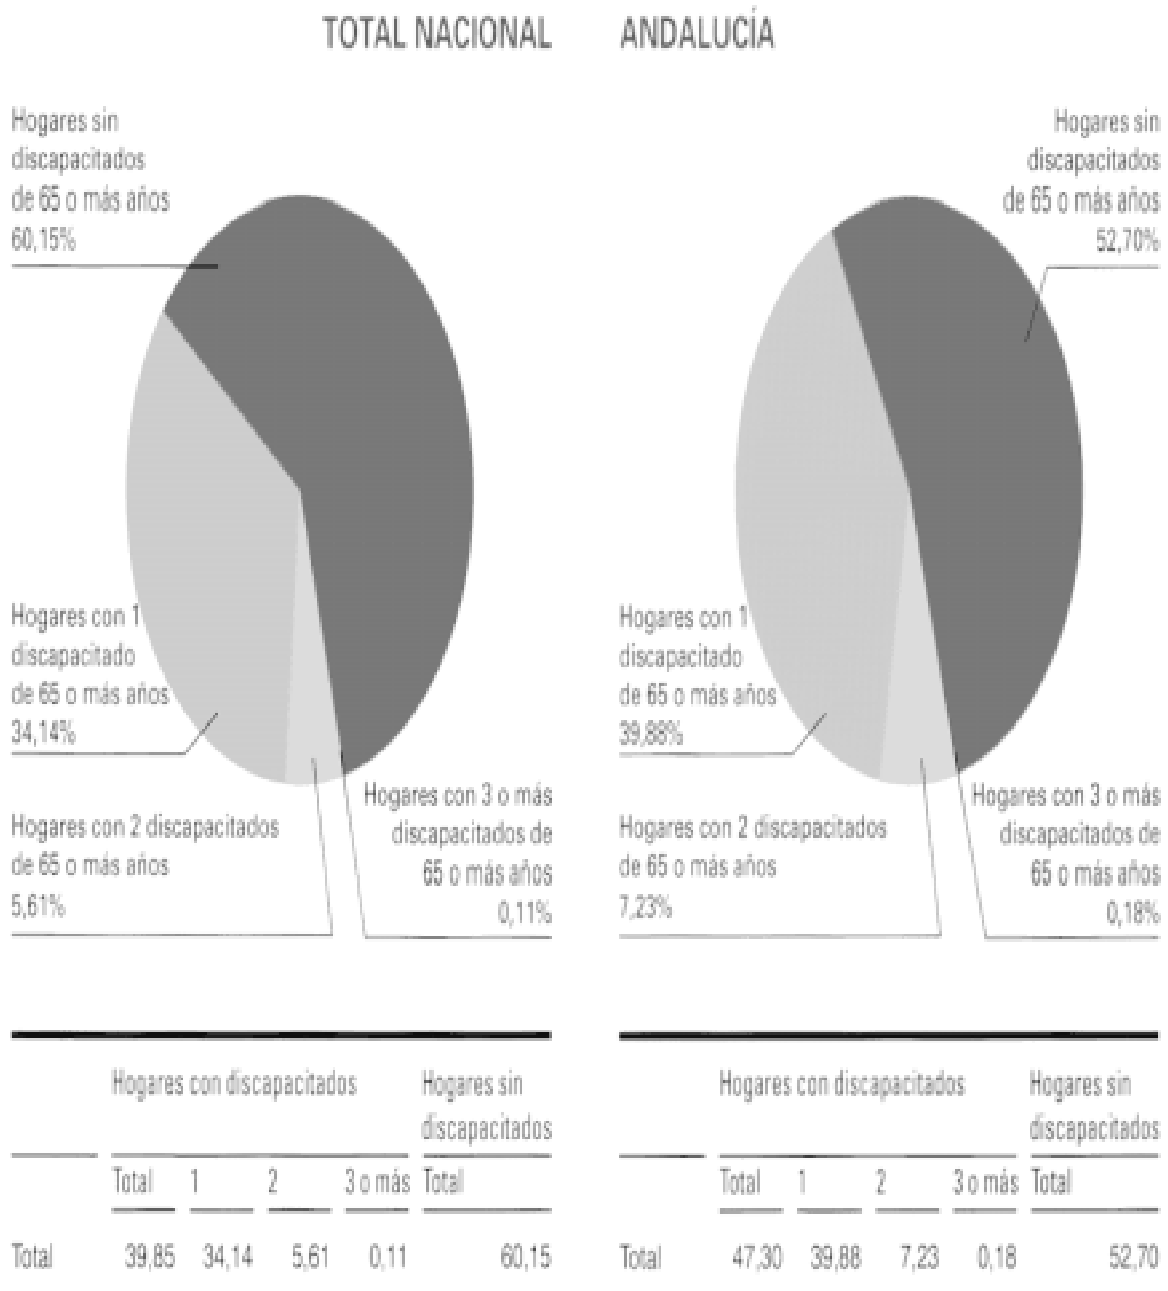 TOTAL NACIONAL
Hogares sin
discapacitados
de 65 o más años
60,15%
Hogares con 1
discapacitado
de 65 o más años
34,14%
Hogares con 2 discapacitados
de 65 o más años
5,61%
Hogares con 3 o más
discapacitados de
65 o más años
0,11%
Hogares con discapacitados
Hogares sin
discapacitados
Total 1 2 3 o más Total
Total 39,85 34,14 5,61 0,11 60,15
ANDALUCÍA
Hogares sin
discapacitados
de 65 o más años
52,70%
Hogares con 1
discapacitado
de 65 o más años
39,88%
Hogares con 2 discapacitados
de 65 o más años
7,23%
Hogares con 3 o más
discapacitados de
65 o más años
0,18%
Hogares con discapacitados
Hogares sin
discapacitados
Total 1 2 3 o más Total
Total 47,30 39,88 7,23 0,18 52,70